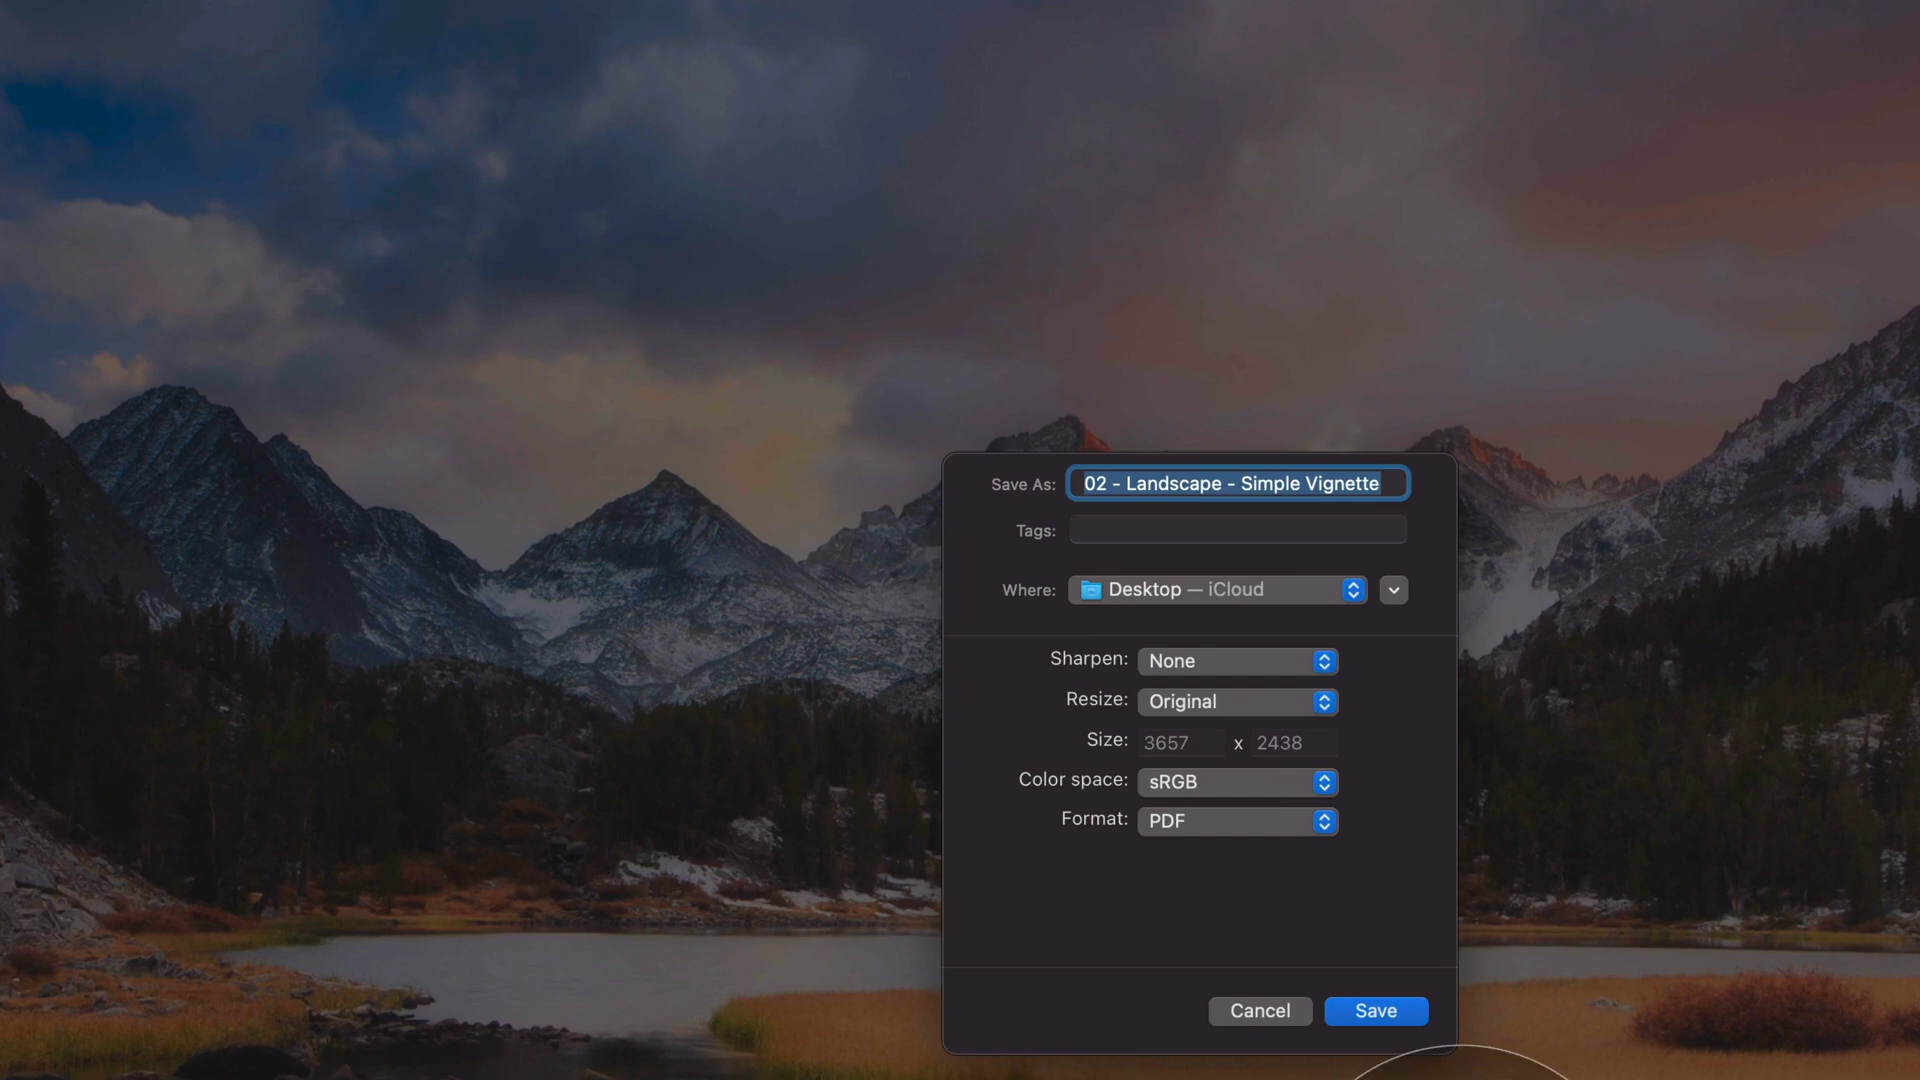 Save As: 02 - Landscape - Simple Vignette
Tags:
Where: Desktop — iCloud
Sharpen: None
Resize: Original
Size: 3657 x 2438
Color space: sRGB
Format: PDF
Cancel Save